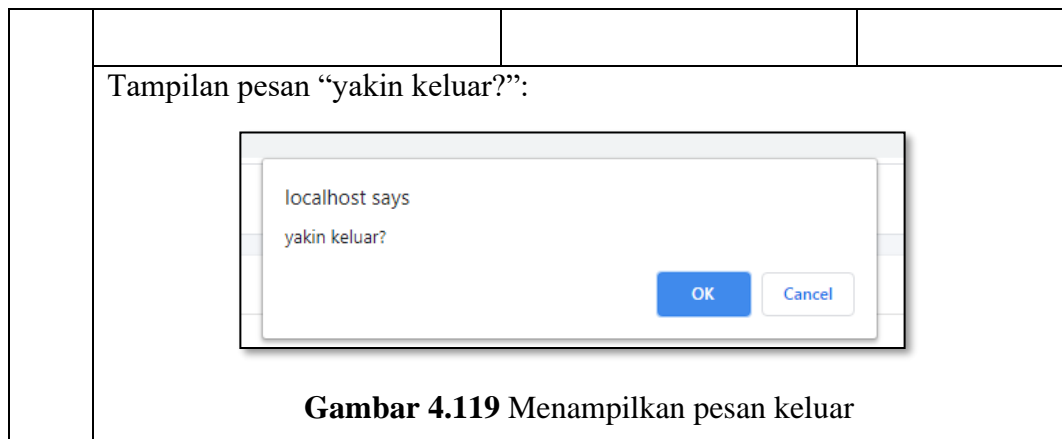 Tampilan pesan “yakin keluar?”:
localhost says
yakin keluar?
OK Cancel
Gambar 4.119 Menampilkan pesan keluar